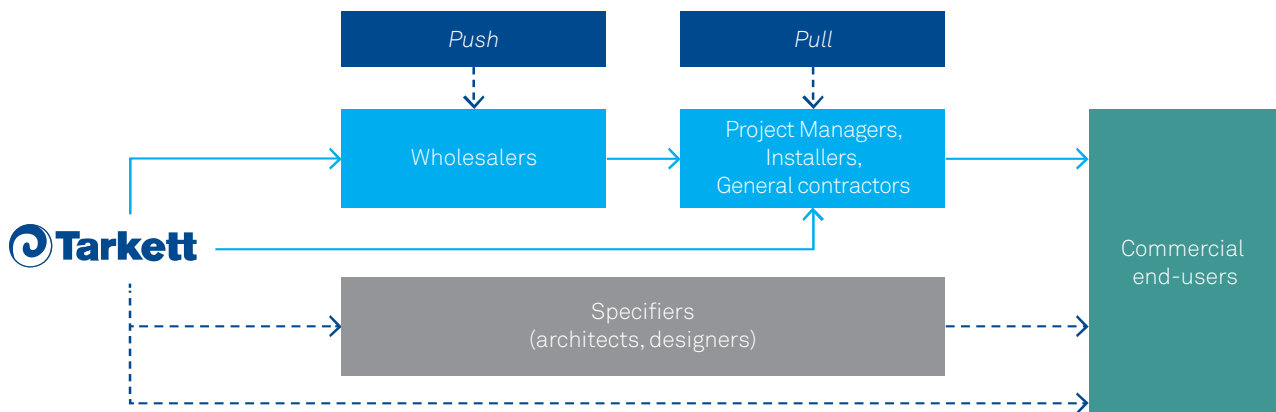 Push
Pull
Wholesalers
Project Managers,
Installers,
General contractors
Tarkett
Commercial
end-users
Specifiers
(architects, designers)